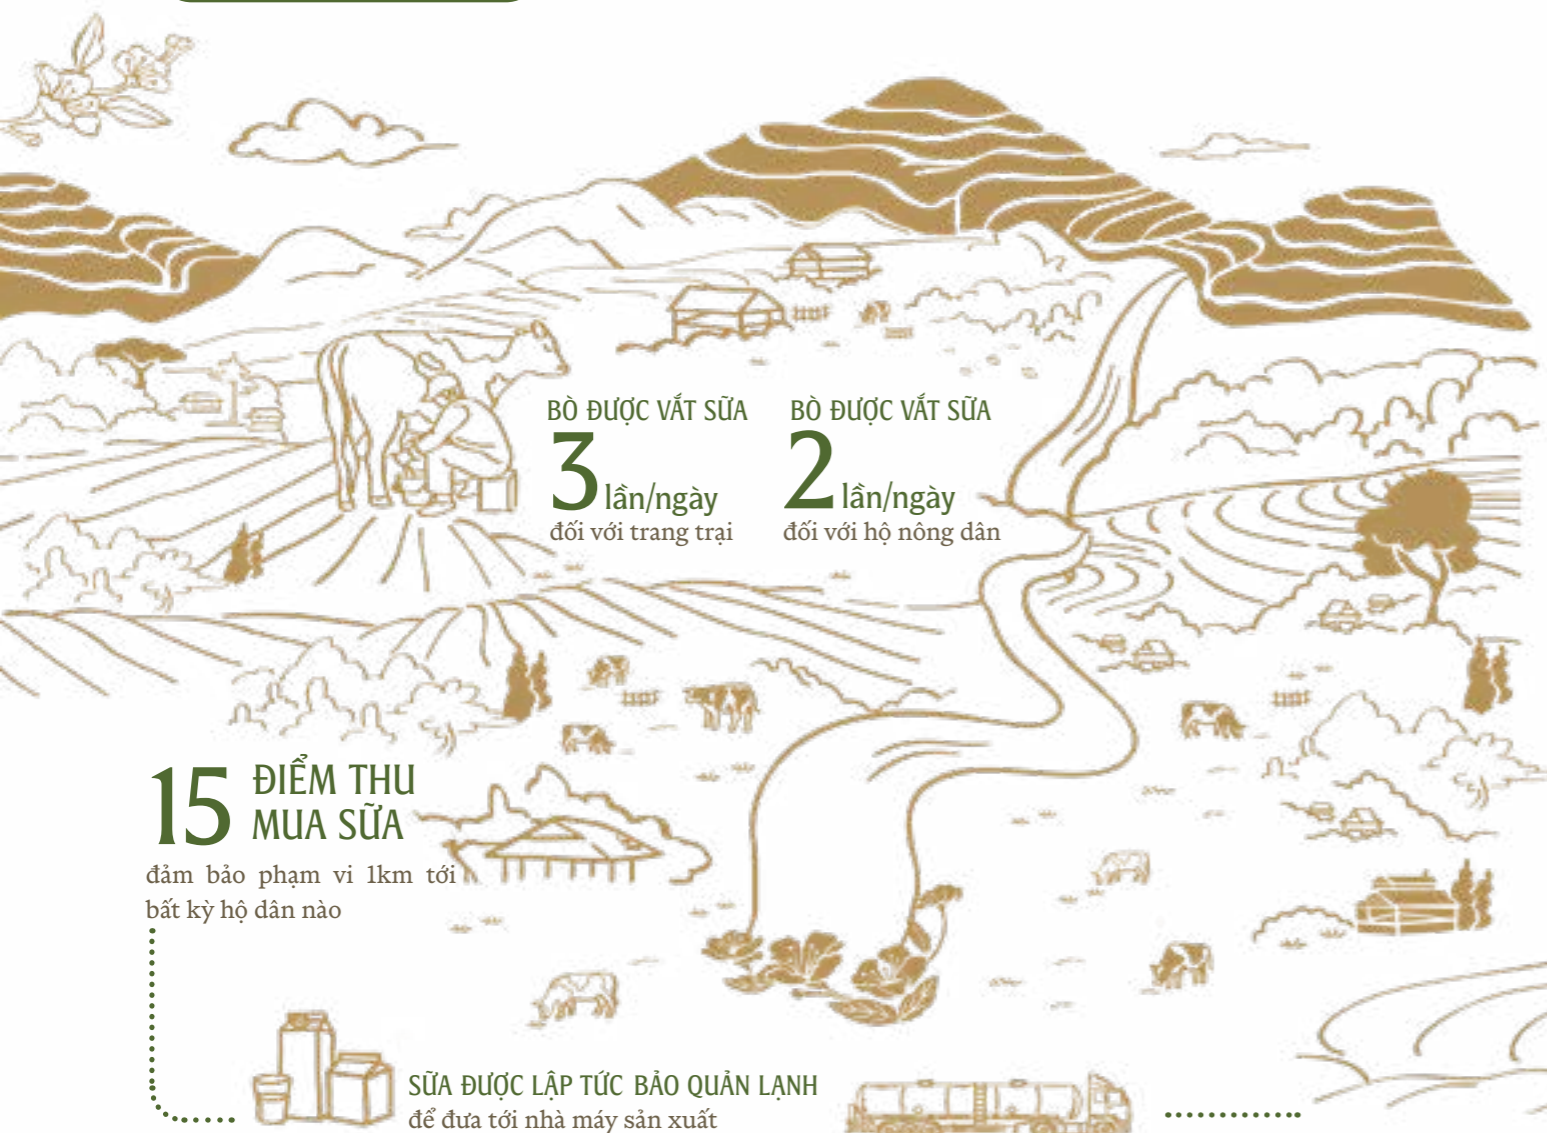 BÒ ĐƯỢC VẮT SỮA
3 lần/ngày
đối với trang trại
BÒ ĐƯỢC VẮT SỮA
2 lần/ngày
đối với hộ nông dân
15 ĐIỂM THU
MUA SỮA
đảm bảo phạm vi 1km tới
bất kỳ hộ dân nào
SỮA ĐƯỢC LẬP TỨC BẢO QUẢN LẠNH
để đưa tới nhà máy sản xuất